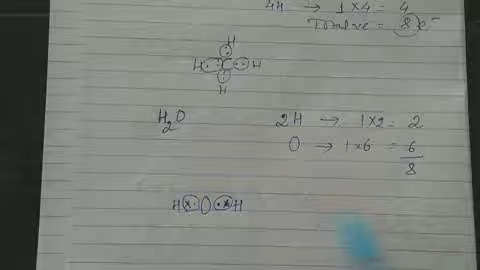 4H → 1×4 = 4
Total ve = 8 e⁻
H
H C H
H
H₂O 2H → 1×2 = 2
O → 1×6 = 6
8
H O H